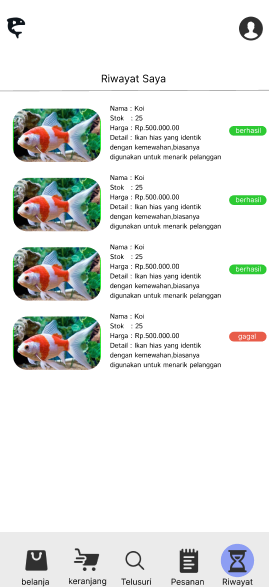 Riwayat Saya
Nama : Koi
Stok : 25
Harga : Rp.500.000.00
Detail : Ikan hias yang identik
dengan kemewahan,biasanya
digunakan untuk menarik pelanggan
berhasil
Nama : Koi
Stok : 25
Harga : Rp.500.000.00
Detail : Ikan hias yang identik
dengan kemewahan,biasanya
digunakan untuk menarik pelanggan
berhasil
Nama : Koi
Stok : 25
Harga : Rp.500.000.00
Detail : Ikan hias yang identik
dengan kemewahan,biasanya
digunakan untuk menarik pelanggan
berhasil
Nama : Koi
Stok : 25
Harga : Rp.500.000.00
Detail : Ikan hias yang identik
dengan kemewahan,biasanya
digunakan untuk menarik pelanggan
gagal
belanja keranjang Telusuri Pesanan Riwayat